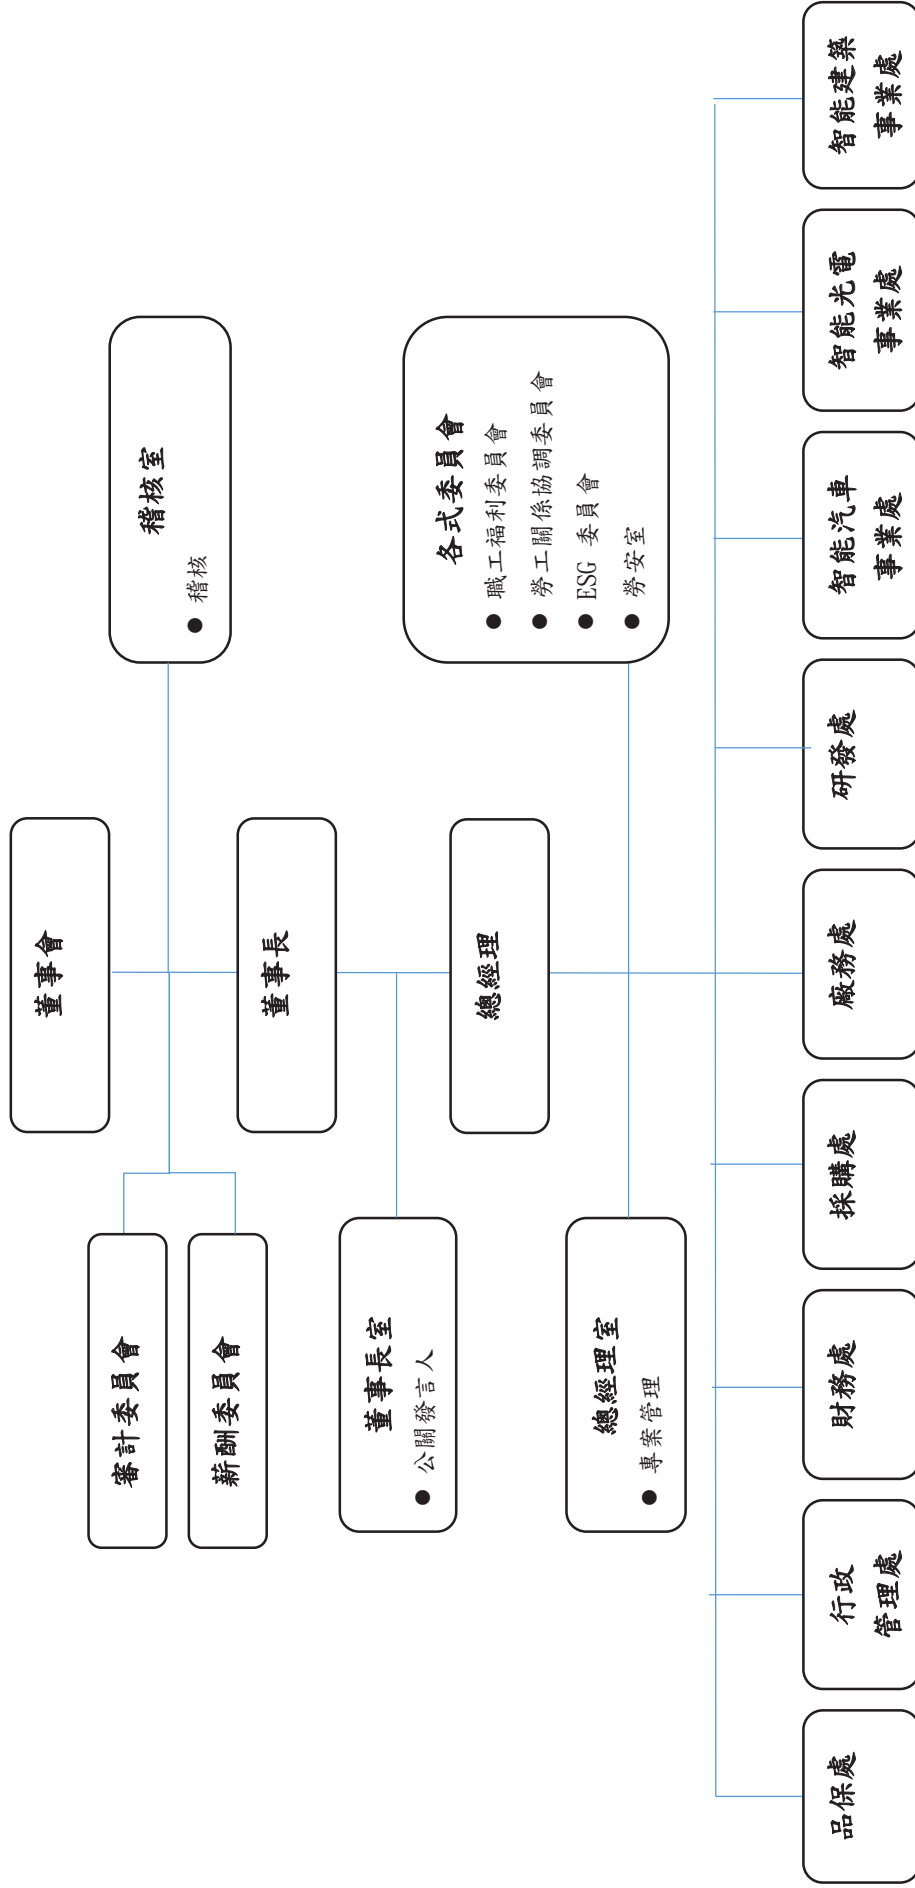 董事會
審計委員會
薪酬委員會
稽核室
● 稽核
董事長
董事長室
● 公關發言人
總經理
總經理室
● 專案管理
各式委員會
● 職工福利委員會
● 勞工關係協調委員會
● ESG 委員會
● 勞安室
品保處
行政
管理處
財務處
採購處
廠務處
研發處
智能汽車
事業處
智能光電
事業處
智能建築
事業處